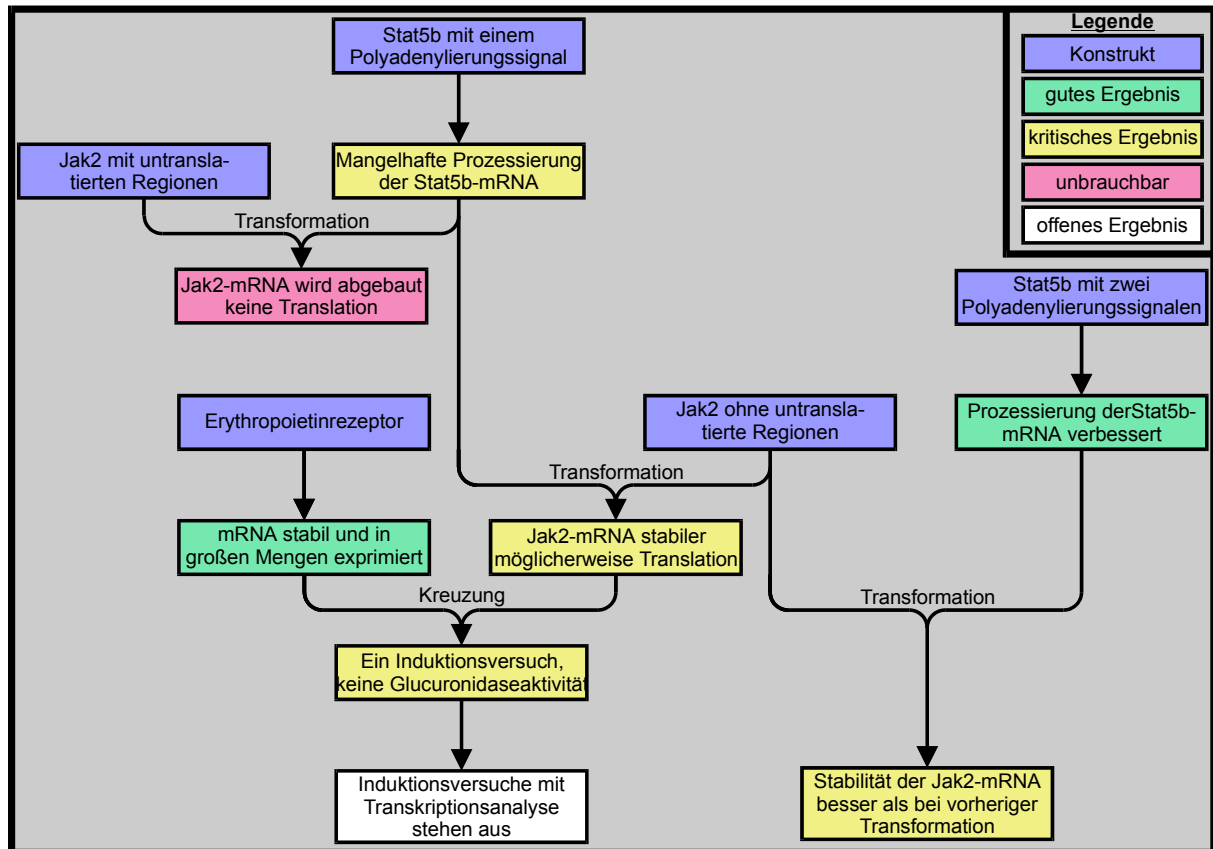 Stat5b mit einem
Polyadenylierungssignal
Legende
Konstrukt
gutes Ergebnis
kritisches Ergebnis
unbrauchbar
offenes Ergebnis
Jak2 mit untransla-
tierten Regionen
Mangelhafte Prozessierung
der Stat5b-mRNA
Transformation
Jak2-mRNA wird abgebaut
keine Translation
Stat5b mit zwei
Polyadenylierungssignalen
Erythropoietinrezeptor
Jak2 ohne untransla-
tierte Regionen
Prozessierung derStat5b-
mRNA verbessert
Transformation
mRNA stabil und in
großen Mengen exprimiert
Jak2-mRNA stabiler
möglicherweise Translation
Kreuzung
Transformation
Ein Induktionsversuch,
keine Glucuronidaseaktivität
Induktionsversuche mit
Transkriptionsanalyse
stehen aus
Stabilität der Jak2-mRNA
besser als bei vorheriger
Transformation